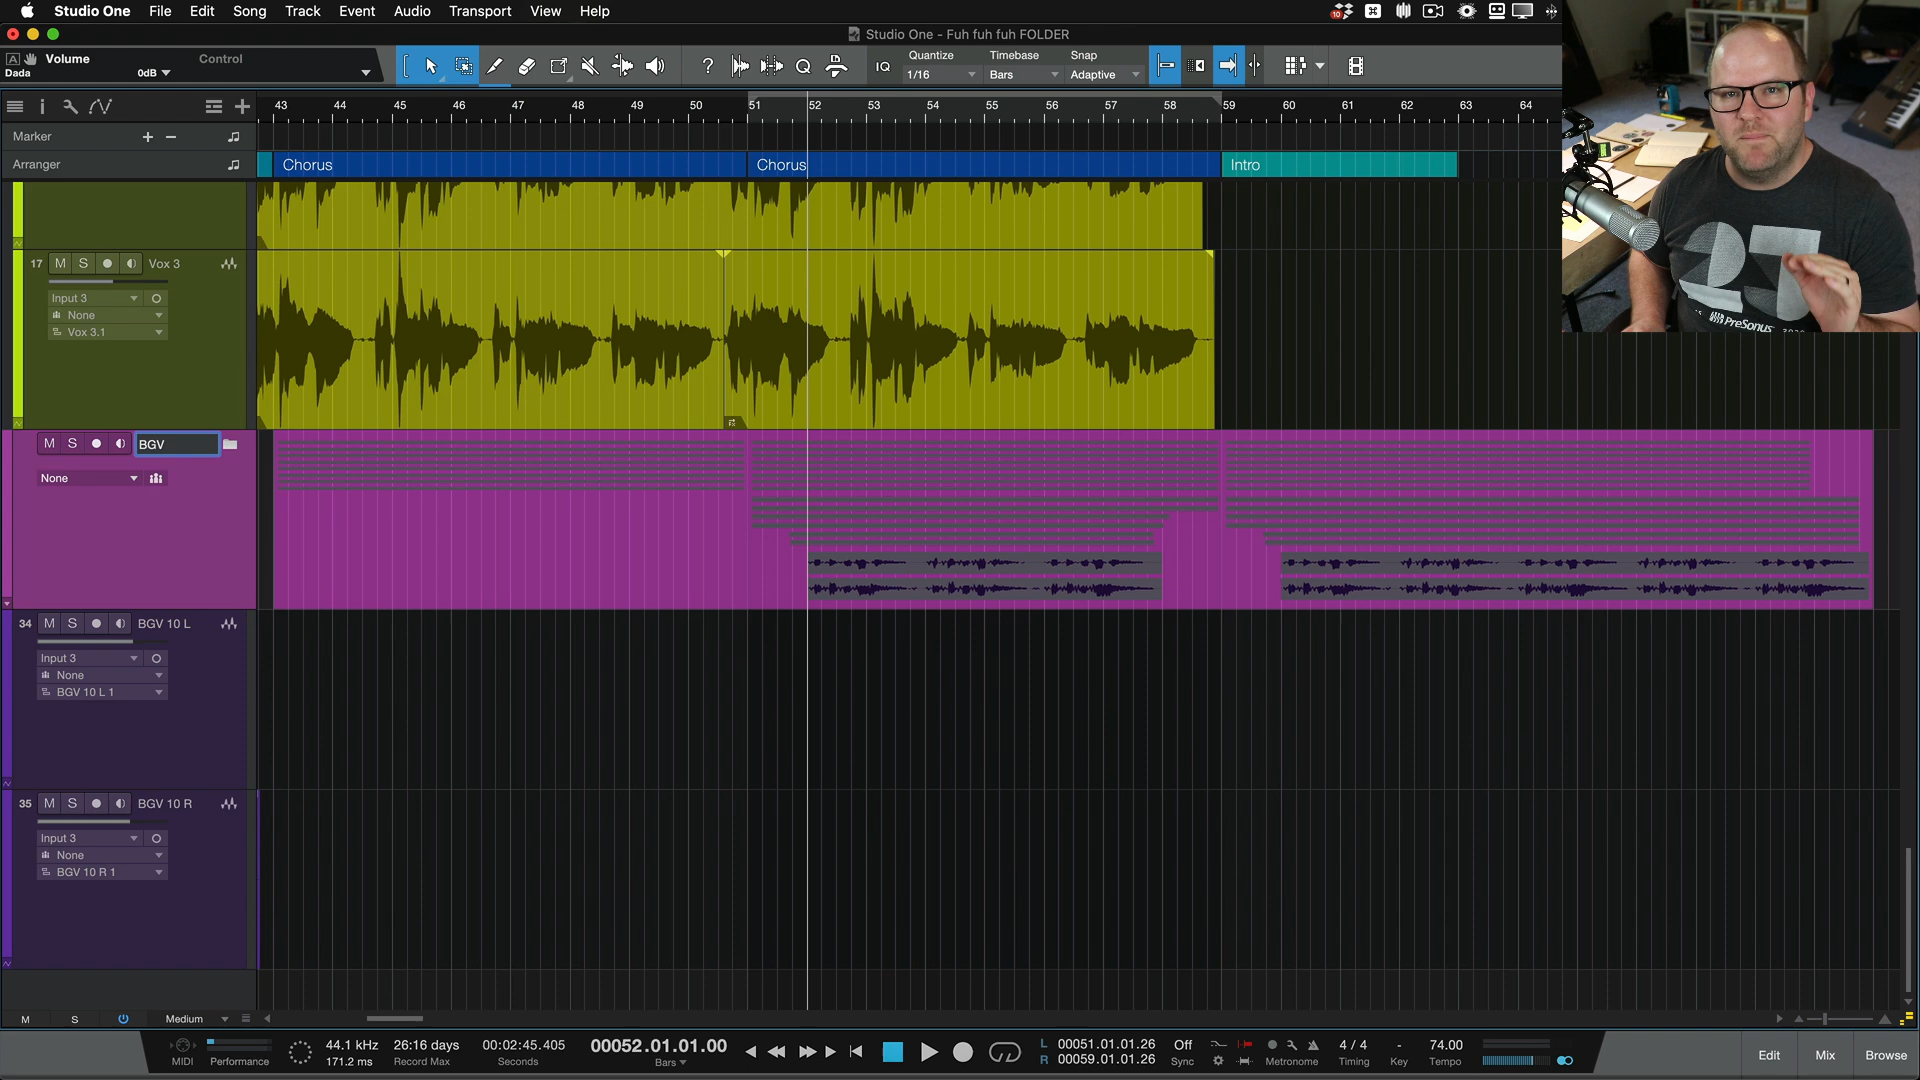 Studio One File Edit Song Track Event Audio Transport View Help
10
Studio One - Fuh fuh fuh FOLDER
A Volume Control
Dada 0dB
? Q IQ
Quantize Timebase Snap
1/16 Bars Adaptive
i
43 44 45 46 47 48 49 50 51 52 53 54 55 56 57 58 59 60 61 62 63 64
Marker + −
Arranger
Chorus Chorus Intro
17 M S Vox 3
Input 3
None
Vox 3.1
M S BGV
None
34 M S BGV 10 L
Input 3
None
BGV 10 L 1
35 M S BGV 10 R
Input 3
None
BGV 10 R 1
M S Medium
MIDI Performance
44.1 kHz
171.2 ms
26:16 days
Record Max
00:02:45.405
Seconds
00052.01.01.00
Bars
L 00051.01.01.26
R 00059.01.01.26
Off
Sync
Metronome
4 / 4
Timing
-
Key
74.00
Tempo
Edit Mix Browse
PreSonus